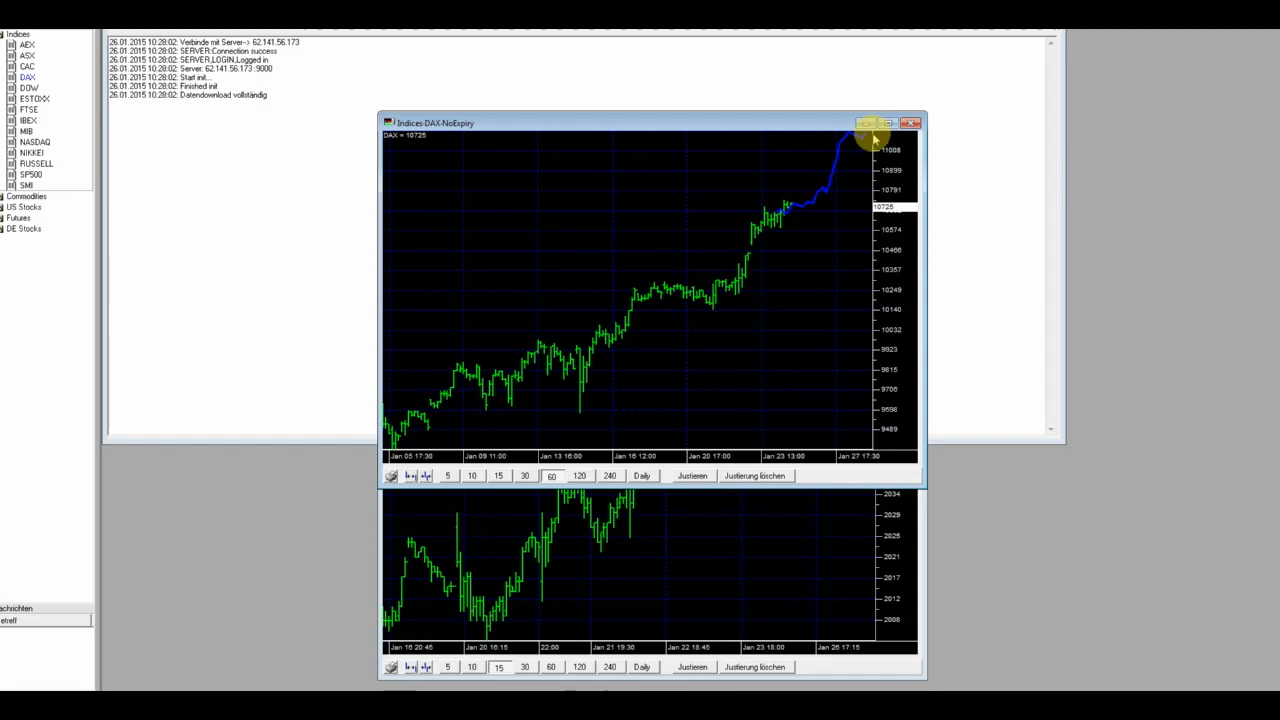 Indices
AEX
ASX
CAC
DAX
DOW
ESTOXX
FTSE
IBEX
MIB
NASDAQ
NIKKEI
RUSSELL
SP500
SMI
Commodities
US Stocks
Futures
DE Stocks
achrichten
etreff
26.01.2015 10:28:02: Verbinde mit Server--> 62.141.56.173
26.01.2015 10:28:02: SERVER:Connection success
26.01.2015 10:28:02: SERVER,LOGIN,Logged in
26.01.2015 10:28:02: Server: 62.141.56.173 :9000
26.01.2015 10:28:02: Start init...
26.01.2015 10:28:02: Finished init
26.01.2015 10:28:02: Datendownload vollständig
Indices-DAX-NoExpiry
DAX = 10725
11008
10899
10791
10725
10574
10466
10357
10249
10140
10032
9923
9815
9706
9598
9489
Jan 05 17:30 Jan 09 11:00 Jan 13 16:00 Jan 16 12:00 Jan 20 17:00 Jan 23 13:00 Jan 27 17:30
5 10 15 30 60 120 240 Daily Justieren Justierung löschen
2034
2029
2025
2021
2017
2012
2008
Jan 16 20:45 Jan 20 16:15 22:00 Jan 21 19:30 Jan 22 18:45 Jan 23 18:00 Jan 26 17:15
5 10 15 30 60 120 240 Daily Justieren Justierung löschen